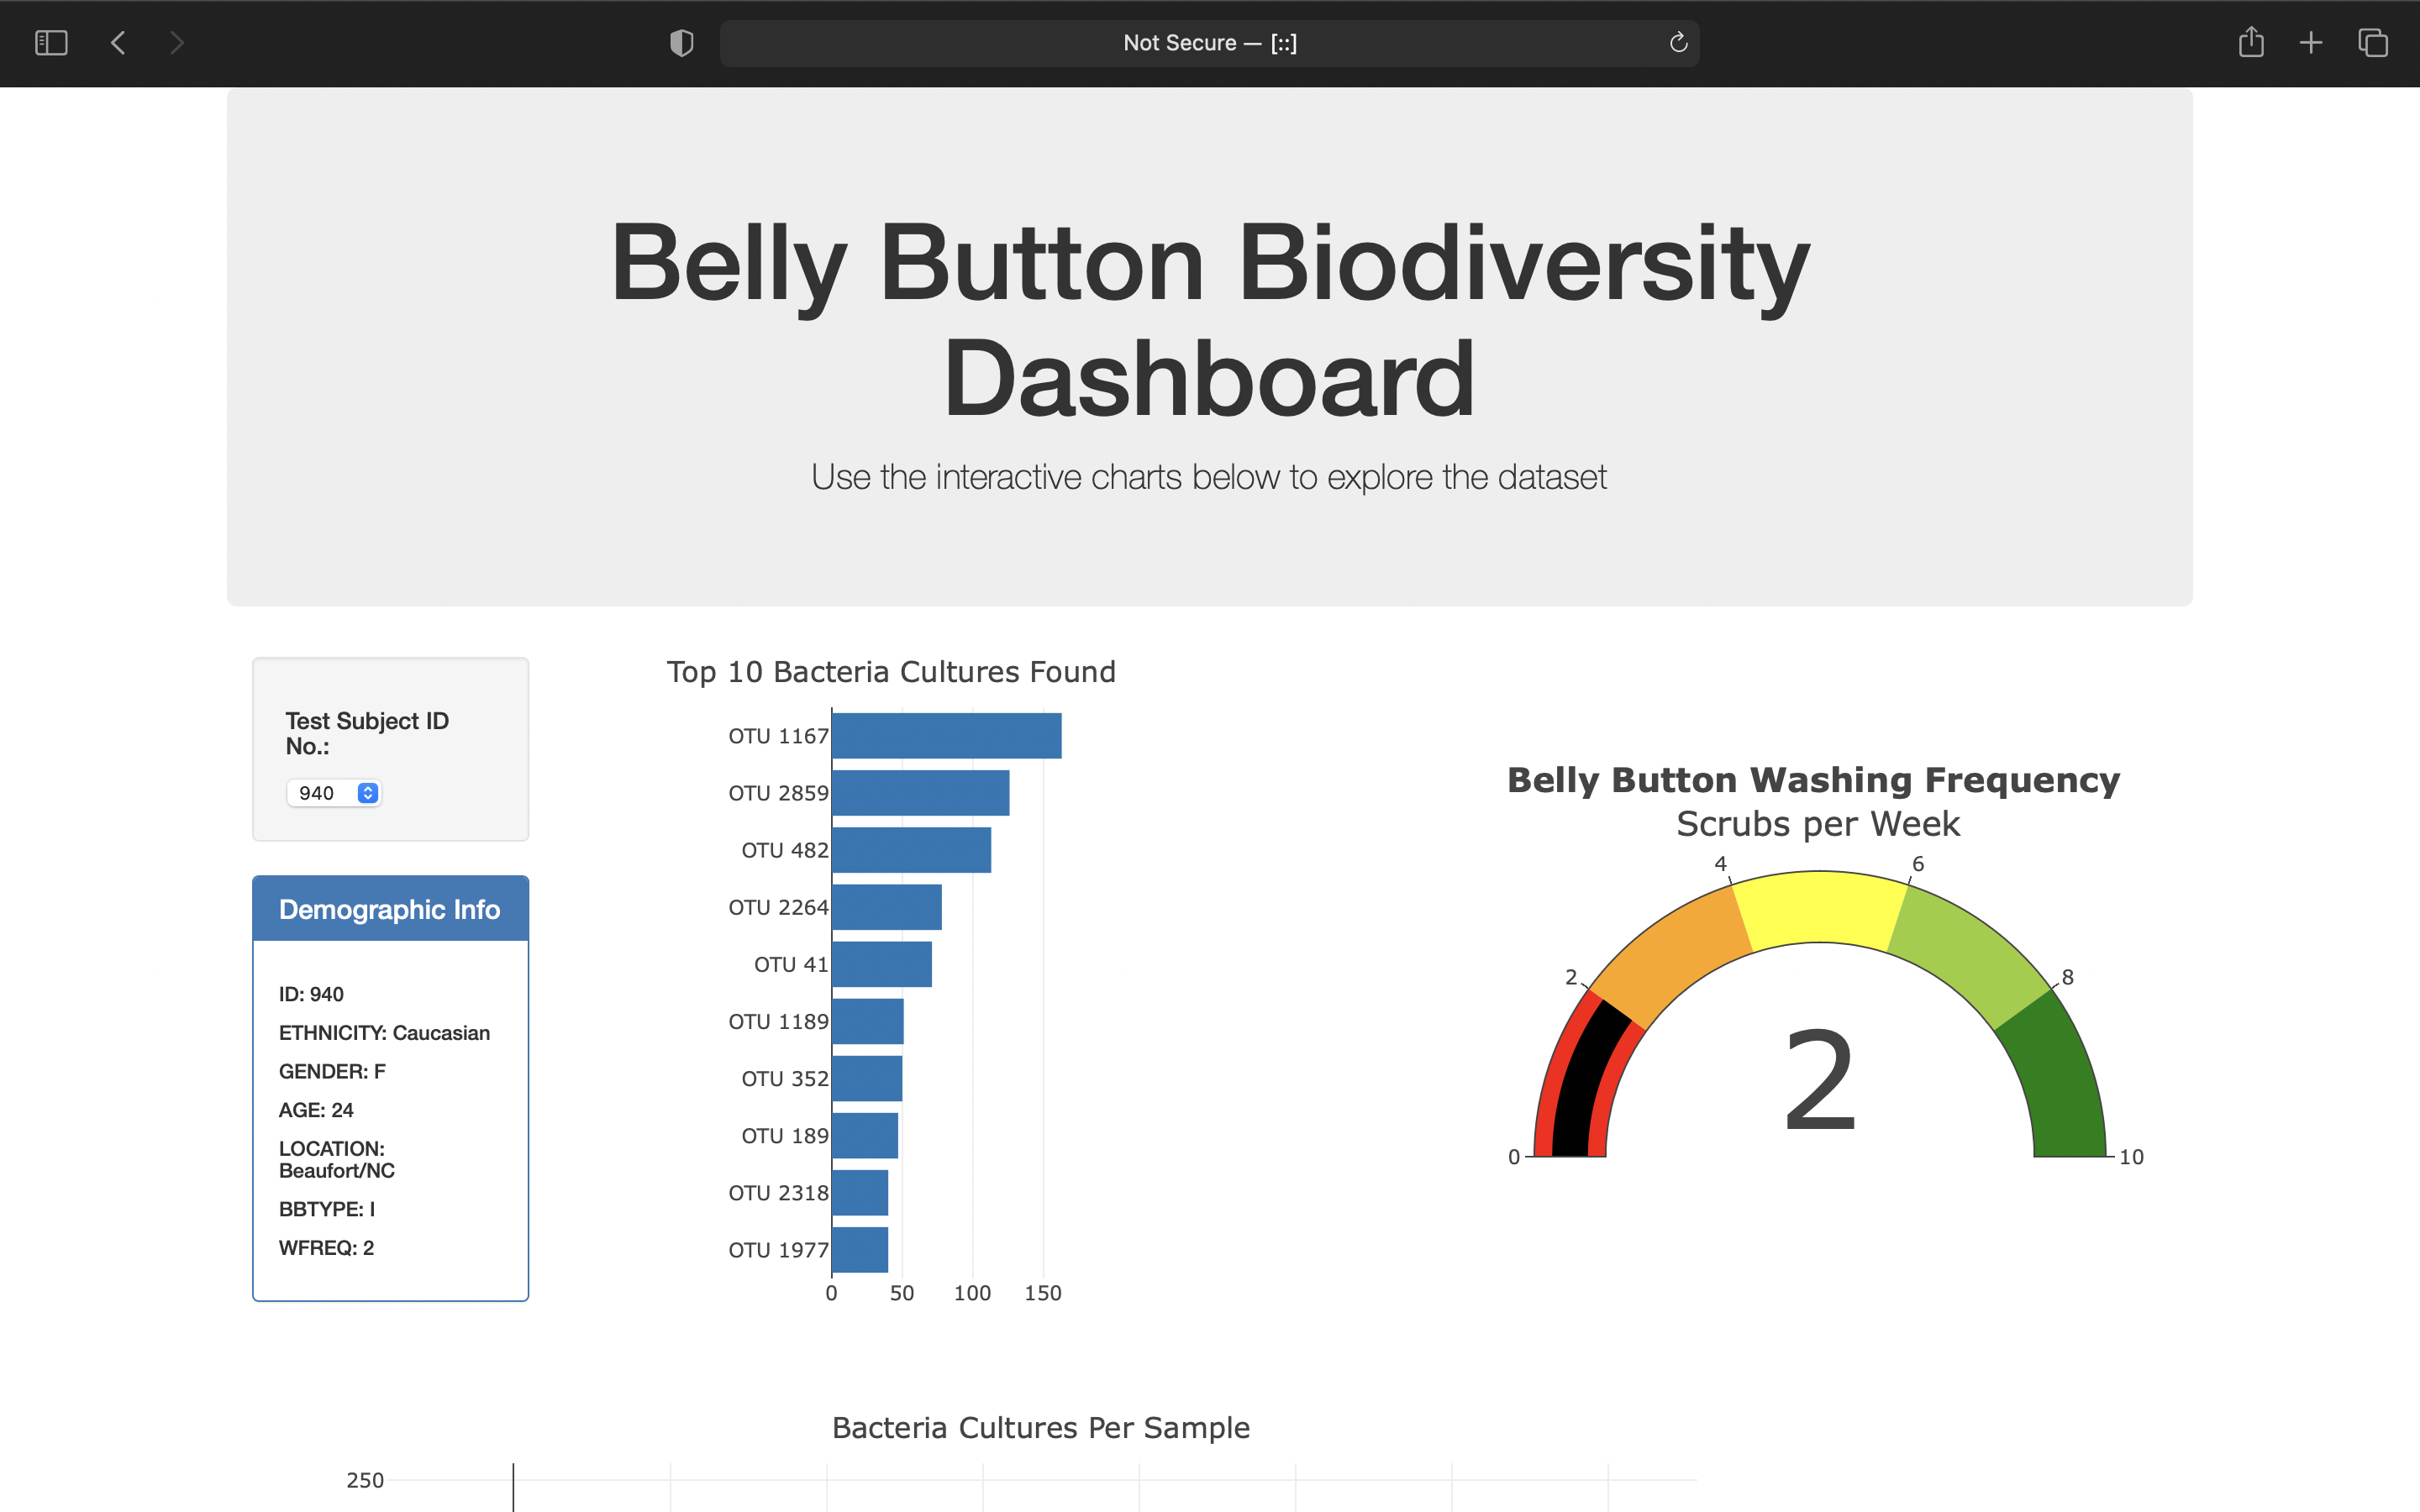 Not Secure — [::]
Belly Button Biodiversity
Dashboard
Use the interactive charts below to explore the dataset
Test Subject ID
No.:
940
Demographic Info
ID: 940
ETHNICITY: Caucasian
GENDER: F
AGE: 24
LOCATION:
Beaufort/NC
BBTYPE: I
WFREQ: 2
Top 10 Bacteria Cultures Found
OTU 1167
OTU 2859
OTU 482
OTU 2264
OTU 41
OTU 1189
OTU 352
OTU 189
OTU 2318
OTU 1977
0 50 100 150
Belly Button Washing Frequency
Scrubs per Week
0
2
4
6
8
10
2
Bacteria Cultures Per Sample
250